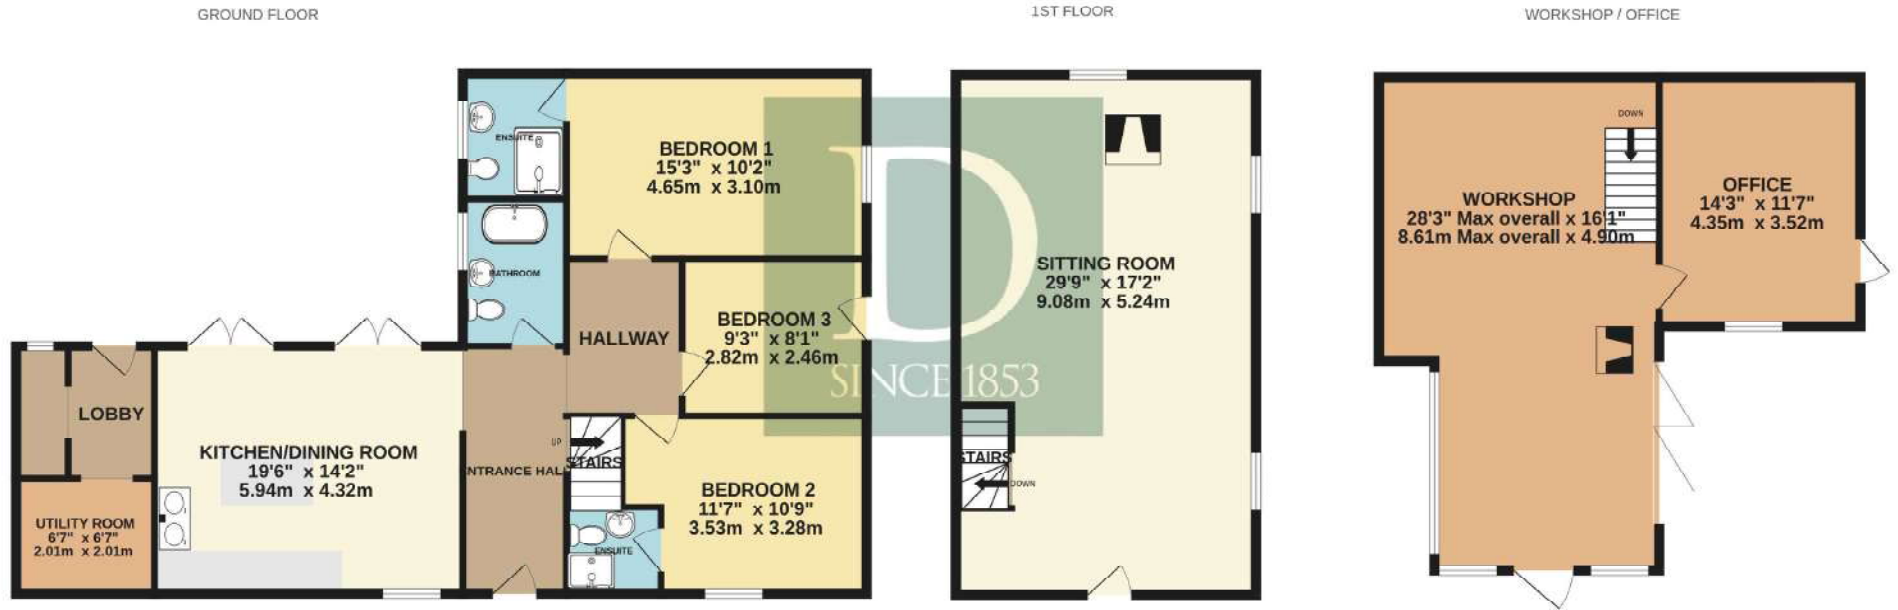 GROUND FLOOR
1ST FLOOR
WORKSHOP / OFFICE
ENSUITE
BEDROOM 1
15'3" x 10'2"
4.65m x 3.10m
BATHROOM
HALLWAY
BEDROOM 3
9'3" x 8'1"
2.82m x 2.46m
LOBBY
KITCHEN/DINING ROOM
19'6" x 14'2"
5.94m x 4.32m
UTILITY ROOM
6'7" x 6'7"
2.01m x 2.01m
ENTRANCE HALL
UP
STAIRS
BEDROOM 2
11'7" x 10'9"
3.53m x 3.28m
ENSUITE
D
SINCE 1853
SITTING ROOM
29'9" x 17'2"
9.08m x 5.24m
STAIRS
DOWN
DOWN
WORKSHOP
28'3" Max overall x 16'1"
8.61m Max overall x 4.90m
OFFICE
14'3" x 11'7"
4.35m x 3.52m